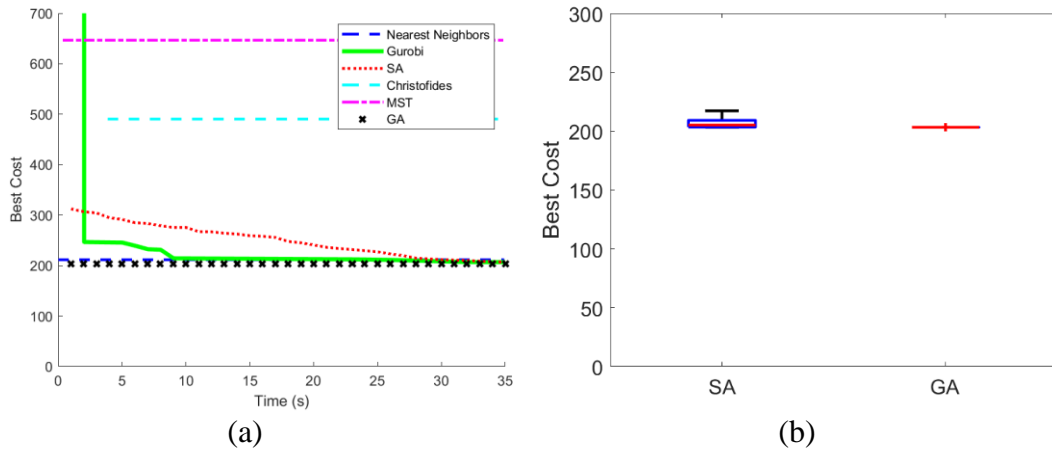 700
600
500
400
300
200
100
0
Best Cost
0 5 10 15 20 25 30 35
Time (s)
Nearest Neighbors
Gurobi
SA
Christofides
MST
GA
(a)
300
250
200
150
100
50
0
Best Cost
SA GA
(b)